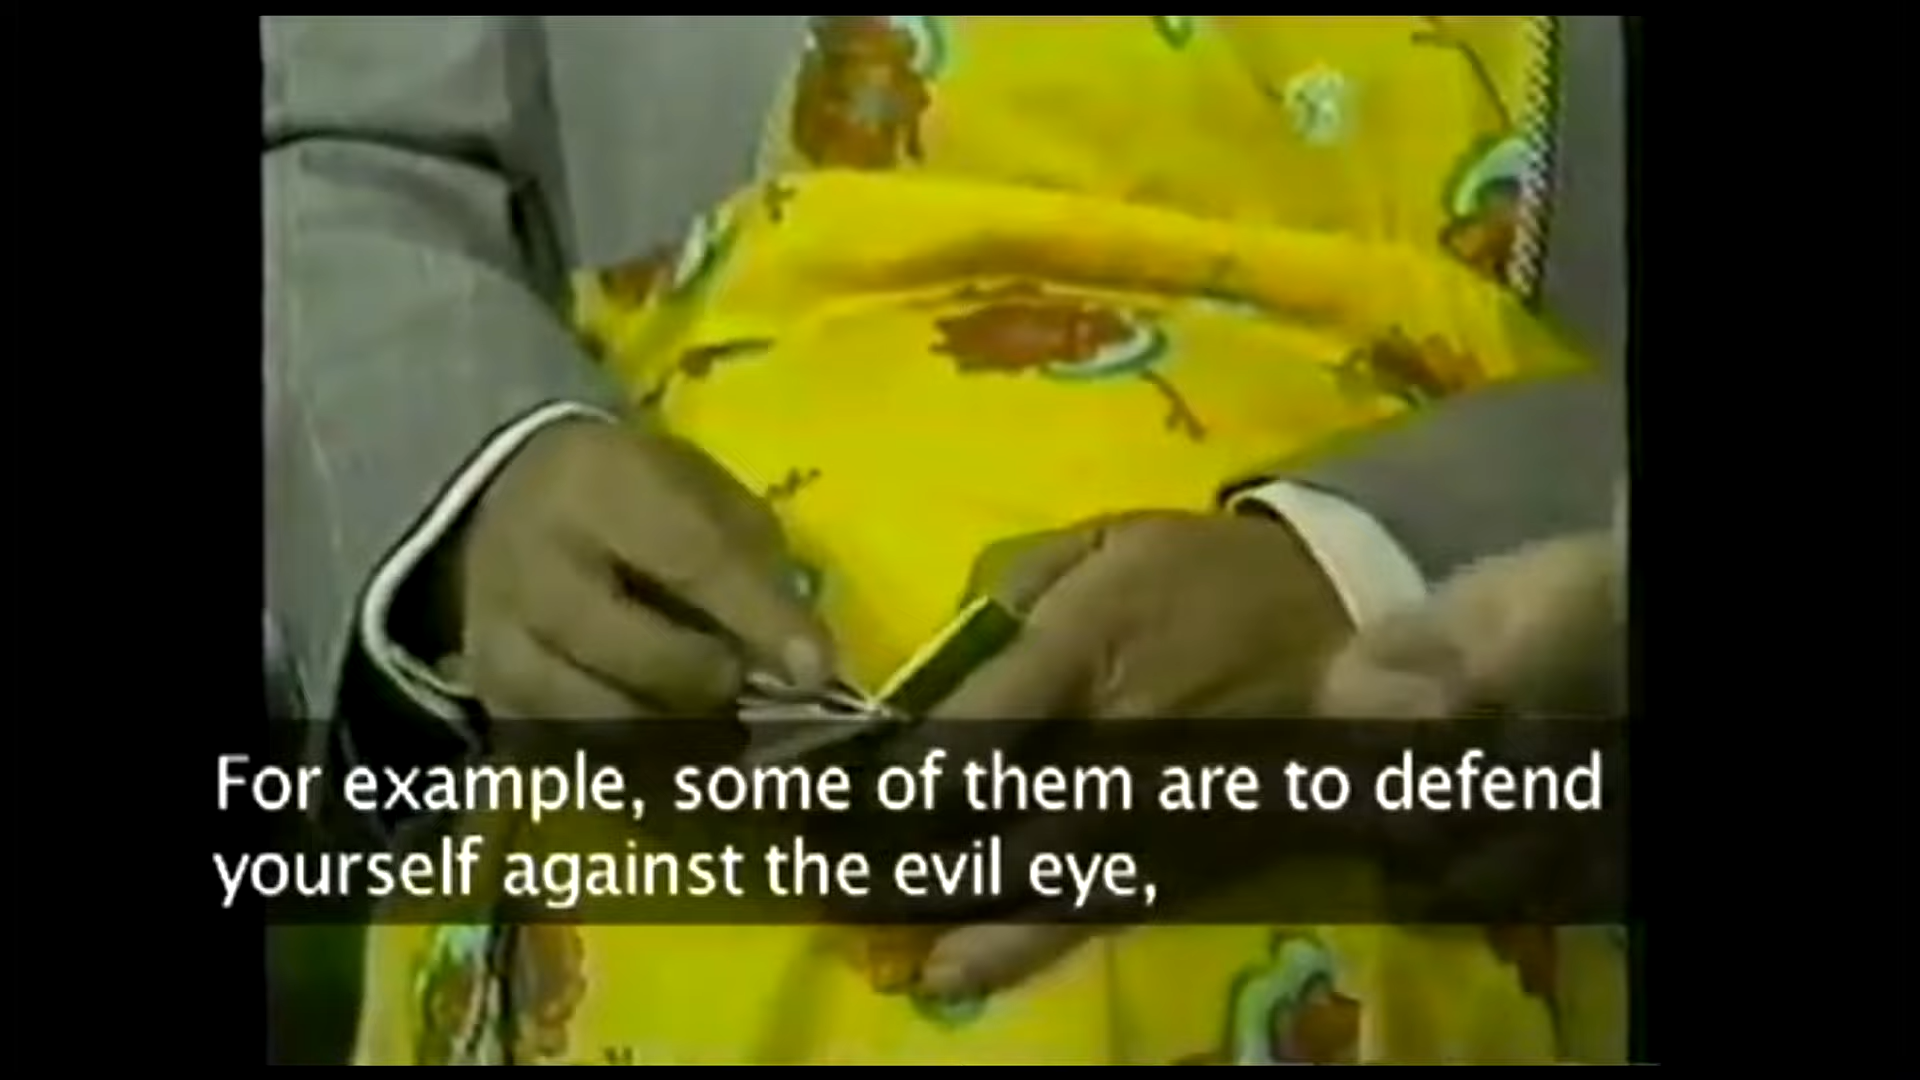 For example, some of them are to defend
yourself against the evil eye,